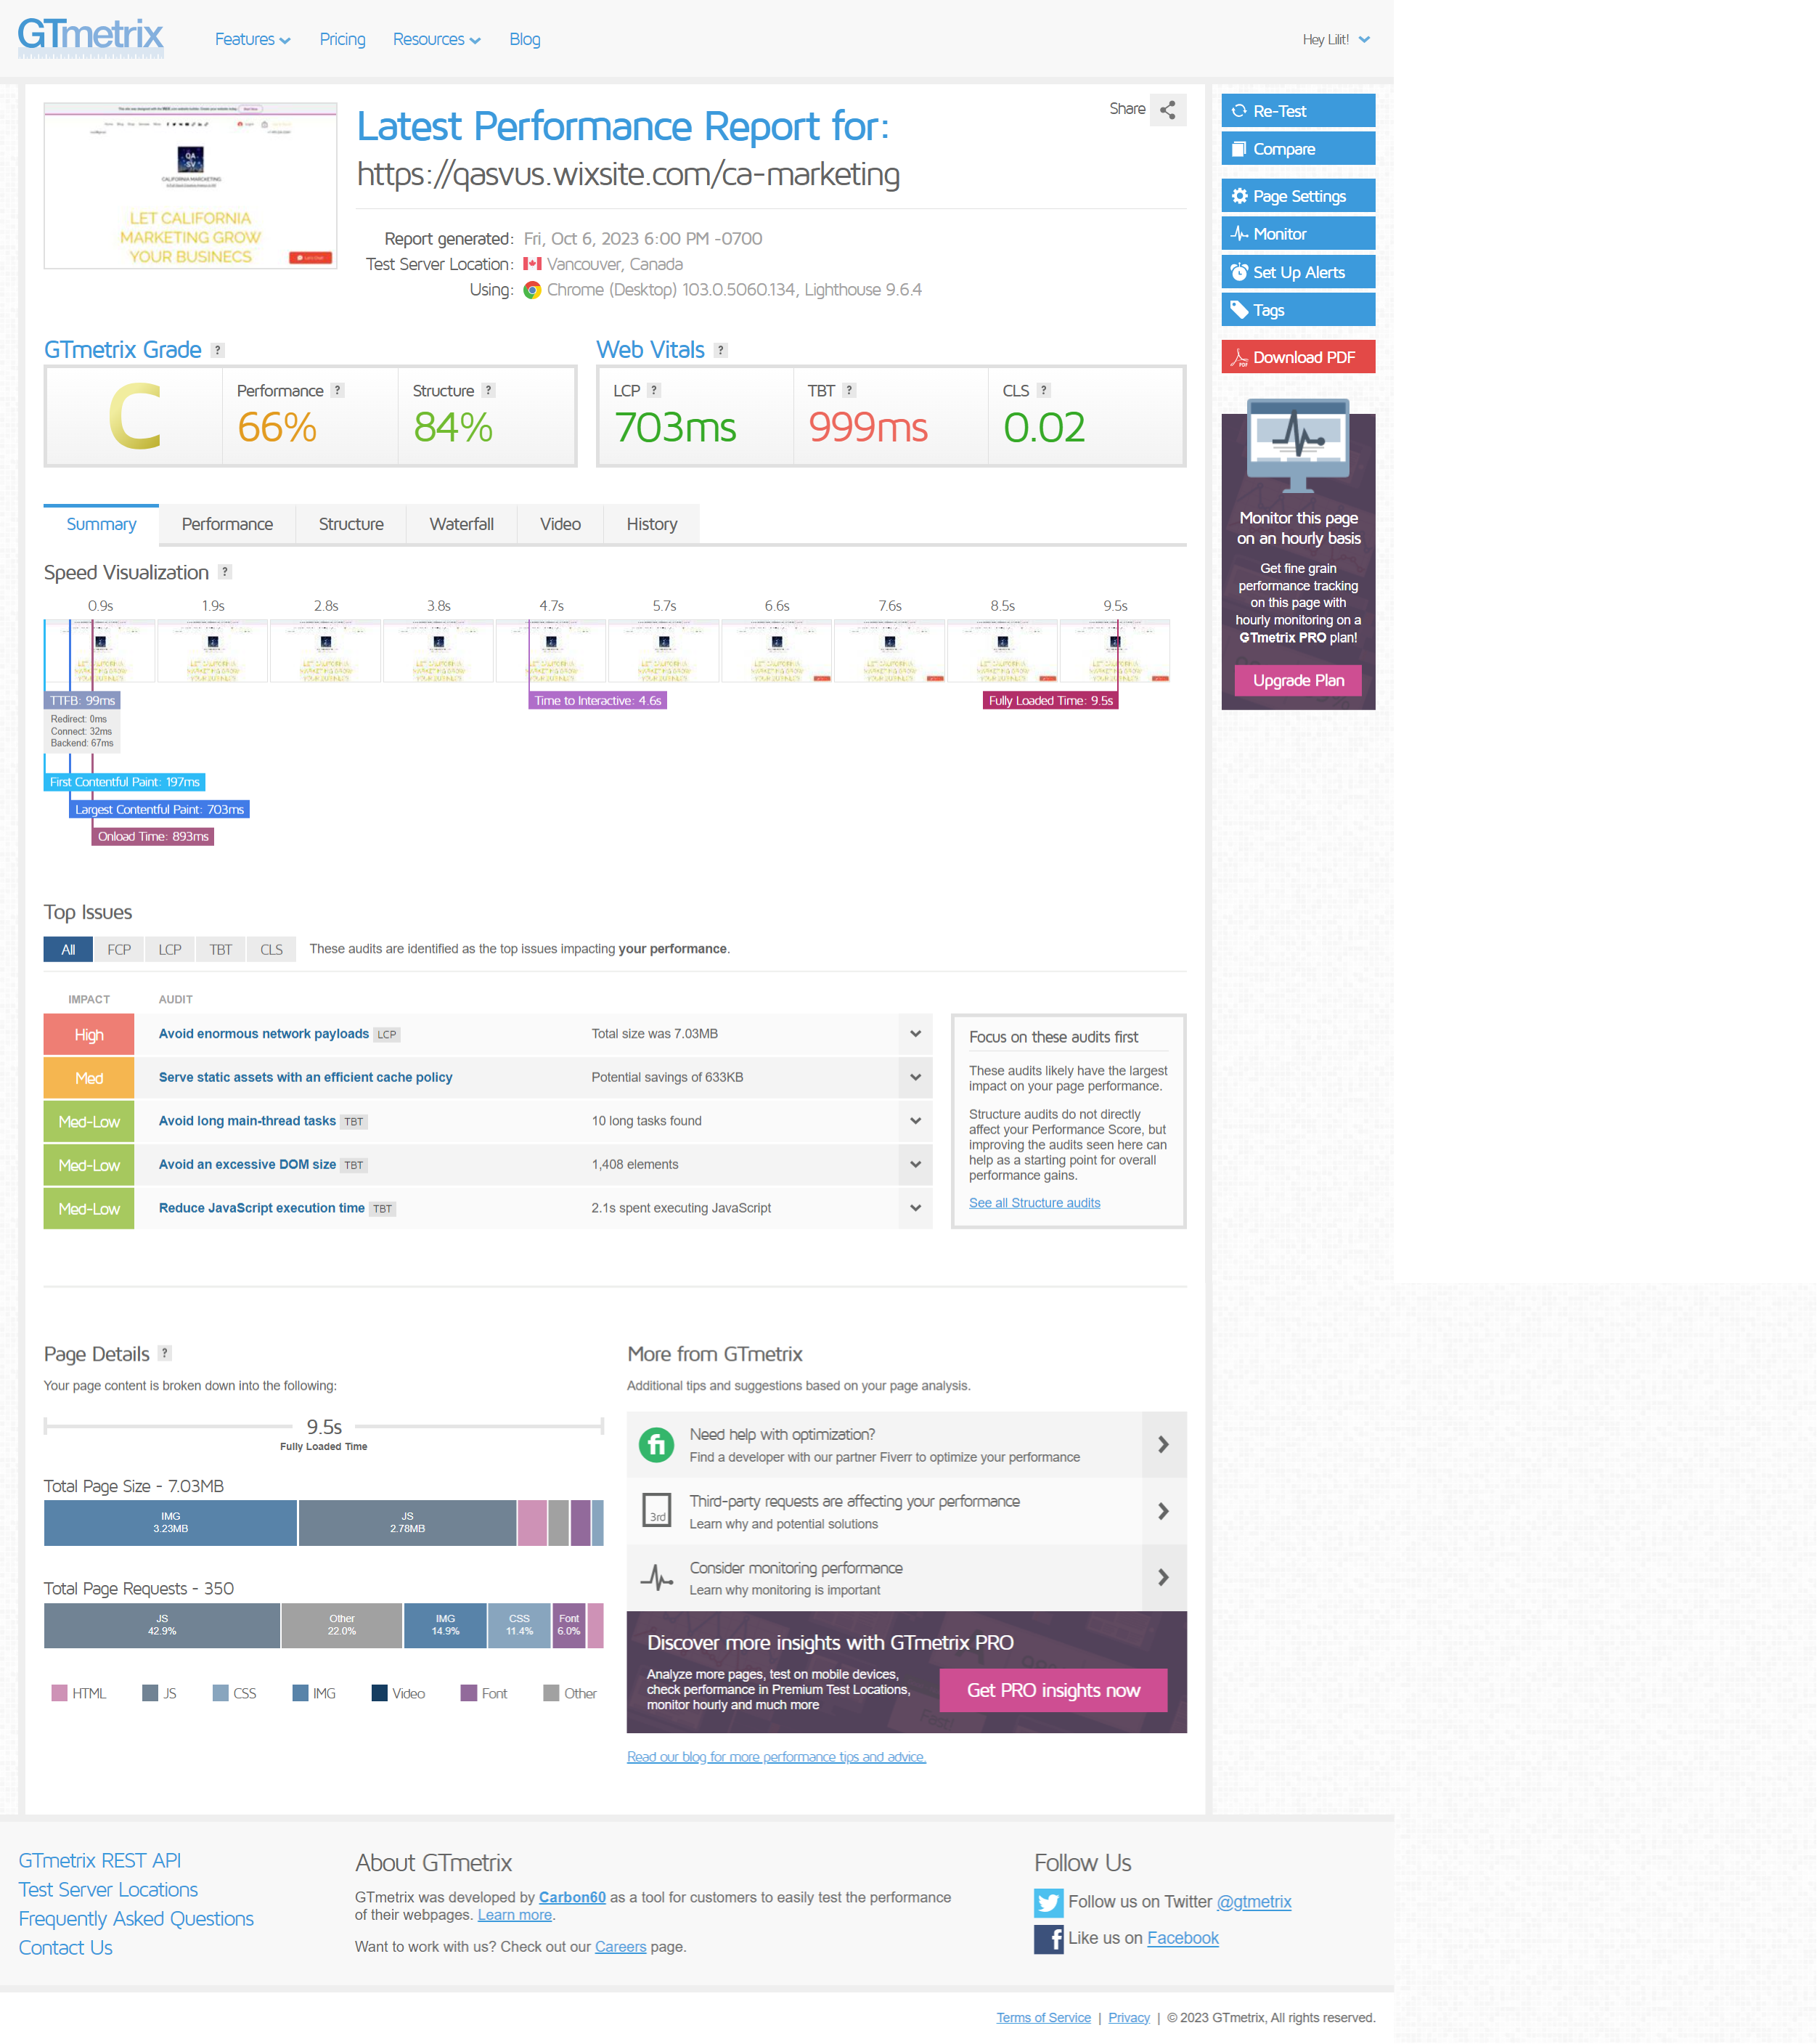 GTmetrix
Features Pricing Resources Blog
Hey Lilit!
LET CALIFORNIA
MARKETING GROW
YOUR BUSINECS
Latest Performance Report for:
https://qasvus.wixsite.com/ca-marketing
Share
Report generated: Fri, Oct 6, 2023 6:00 PM -0700
Test Server Location: Vancouver, Canada
Using: Chrome (Desktop) 103.0.5060.134, Lighthouse 9.6.4
Re-Test
Compare
Page Settings
Monitor
Set Up Alerts
Tags
Download PDF
Monitor this page
on an hourly basis
Get fine grain
performance tracking
on this page with
hourly monitoring on a
GTmetrix PRO plan!
Upgrade Plan
GTmetrix Grade ?
C
Performance ?
66%
Structure ?
84%
Web Vitals ?
LCP ?
703ms
TBT ?
999ms
CLS ?
0.02
Summary Performance Structure Waterfall Video History
Speed Visualization ?
0.9s 1.9s 2.8s 3.8s 4.7s 5.7s 6.6s 7.6s 8.5s 9.5s
TTFB: 99ms
Redirect: 0ms
Connect: 32ms
Backend: 67ms
Time to Interactive: 4.6s
Fully Loaded Time: 9.5s
First Contentful Paint: 197ms
Largest Contentful Paint: 703ms
Onload Time: 893ms
Top Issues
All FCP LCP TBT CLS These audits are identified as the top issues impacting your performance.
IMPACT AUDIT
High Avoid enormous network payloads LCP Total size was 7.03MB
Med Serve static assets with an efficient cache policy Potential savings of 633KB
Med-Low Avoid long main-thread tasks TBT 10 long tasks found
Med-Low Avoid an excessive DOM size TBT 1,408 elements
Med-Low Reduce JavaScript execution time TBT 2.1s spent executing JavaScript
Focus on these audits first
These audits likely have the largest
impact on your page performance.
Structure audits do not directly
affect your Performance Score, but
improving the audits seen here can
help as a starting point for overall
performance gains.
See all Structure audits
Page Details ?
Your page content is broken down into the following:
9.5s
Fully Loaded Time
Total Page Size - 7.03MB
IMG
3.23MB
JS
2.78MB
Total Page Requests - 350
JS
42.9%
Other
22.0%
IMG
14.9%
CSS
11.4%
Font
6.0%
HTML JS CSS IMG Video Font Other
More from GTmetrix
Additional tips and suggestions based on your page analysis.
fi
Need help with optimization?
Find a developer with our partner Fiverr to optimize your performance
3rd
Third-party requests are affecting your performance
Learn why and potential solutions
Consider monitoring performance
Learn why monitoring is important
Discover more insights with GTmetrix PRO
Analyze more pages, test on mobile devices,
check performance in Premium Test Locations,
monitor hourly and much more
Get PRO insights now
Read our blog for more performance tips and advice.
GTmetrix REST API
Test Server Locations
Frequently Asked Questions
Contact Us
About GTmetrix
GTmetrix was developed by Carbon60 as a tool for customers to easily test the performance
of their webpages. Learn more.
Want to work with us? Check out our Careers page.
Follow Us
Follow us on Twitter @gtmetrix
Like us on Facebook
Terms of Service | Privacy | © 2023 GTmetrix, All rights reserved.